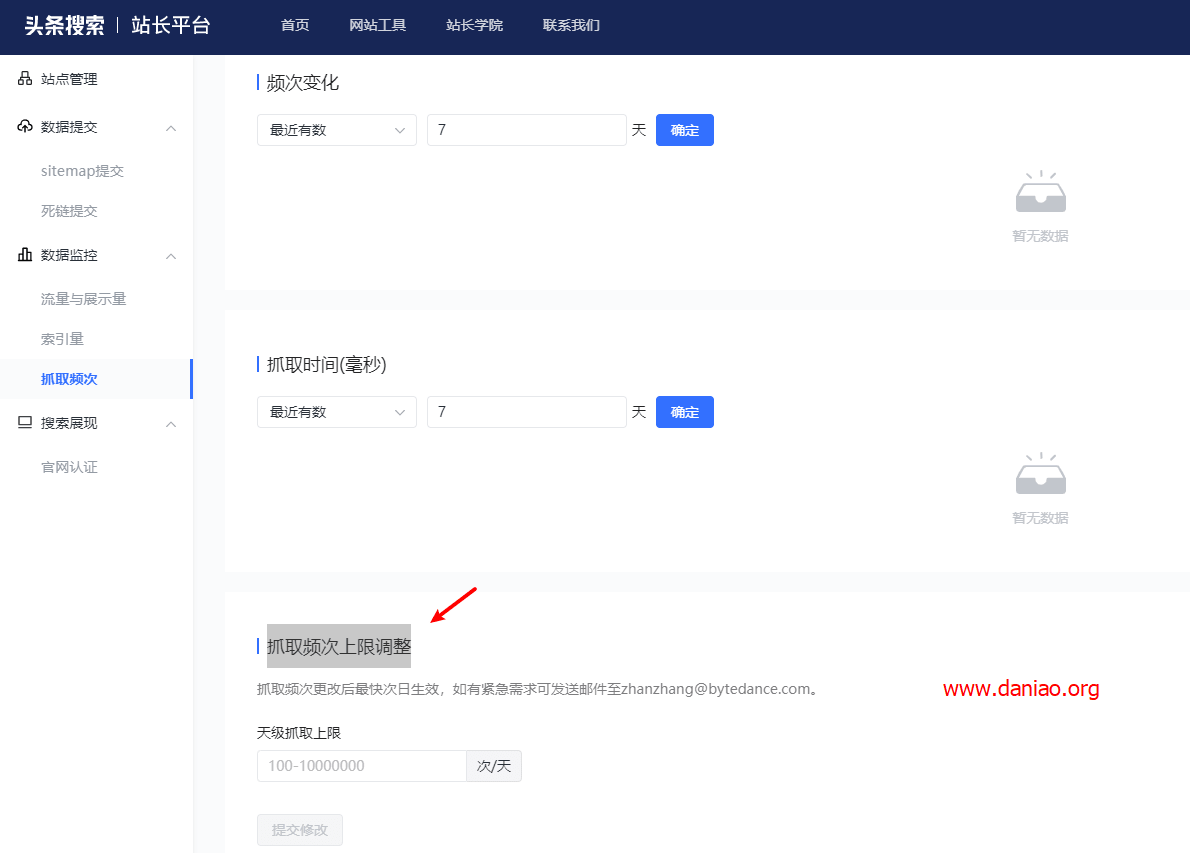 头条搜索 | 站长平台 首页 网站工具 站长学院 联系我们
站点管理
数据提交
sitemap提交
死链提交
数据监控
流量与展示量
索引量
抓取频次
搜索展现
官网认证
频次变化
最近有数 7 天 确定
暂无数据
抓取时间(毫秒)
最近有数 7 天 确定
暂无数据
抓取频次上限调整
抓取频次更改后最快次日生效，如有紧急需求可发送邮件至zhanzhang@bytedance.com。
www.daniao.org
天级抓取上限
100-10000000 次/天
提交修改